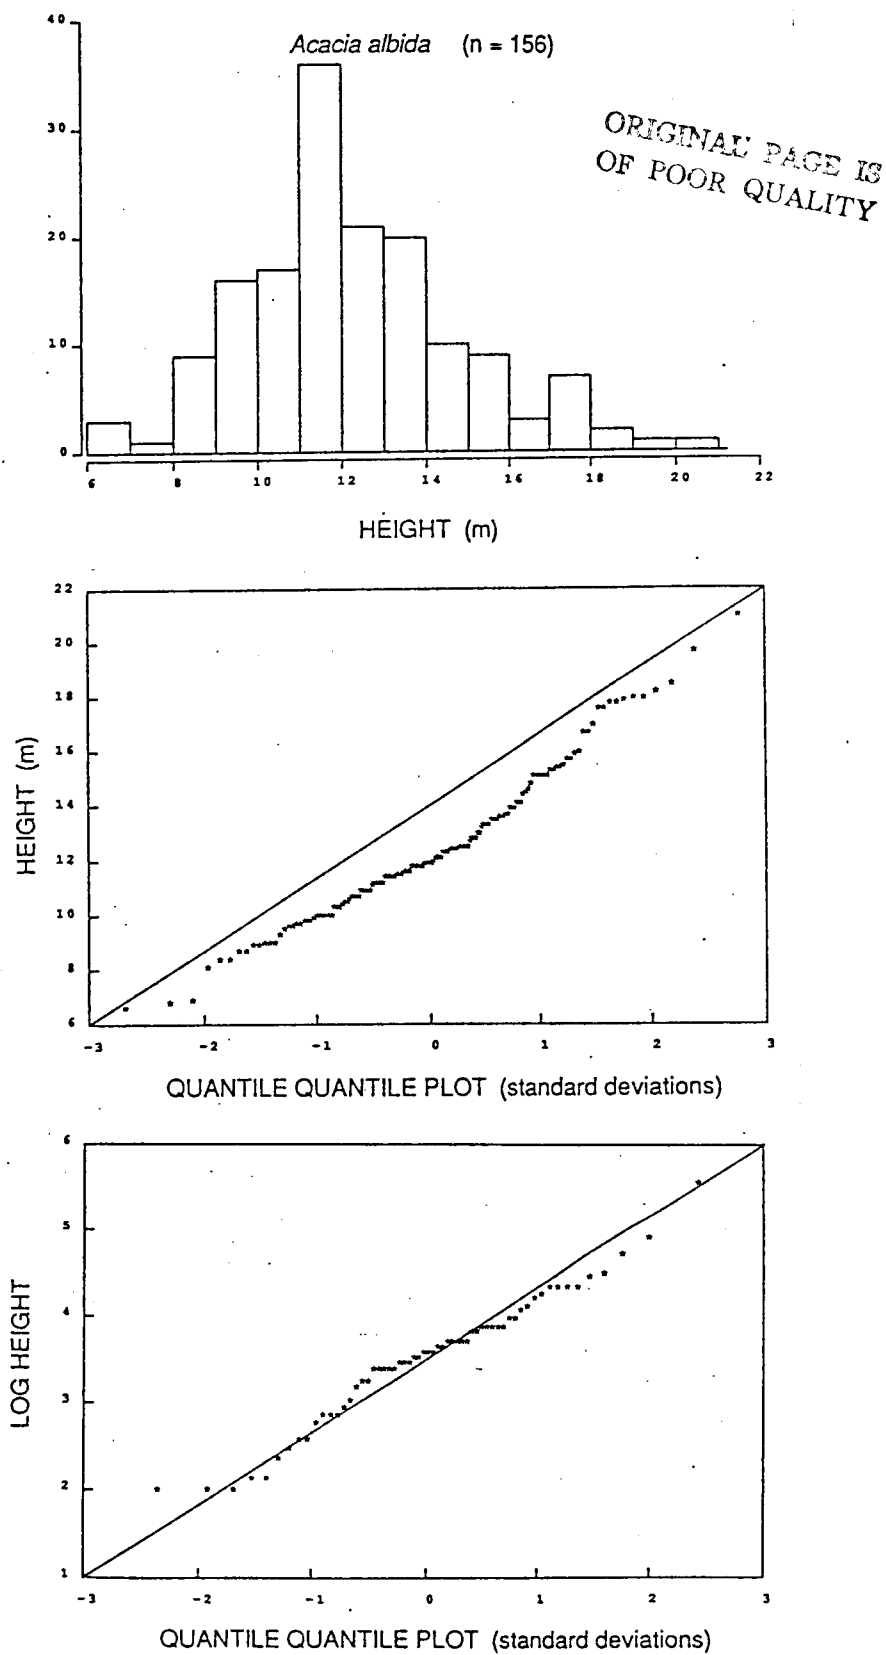 40
Acacia albida (n = 156)
ORIGINAL PAGE IS
OF POOR QUALITY
30
20
10
0
6 8 10 12 14 16 18 20 22
HEIGHT (m)
22
20
18
16
14
12
10
8
6
HEIGHT (m)
-3 -2 -1 0 1 2 3
QUANTILE QUANTILE PLOT (standard deviations)
6
5
4
3
2
1
LOG HEIGHT
-3 -2 -1 0 1 2 3
QUANTILE QUANTILE PLOT (standard deviations)